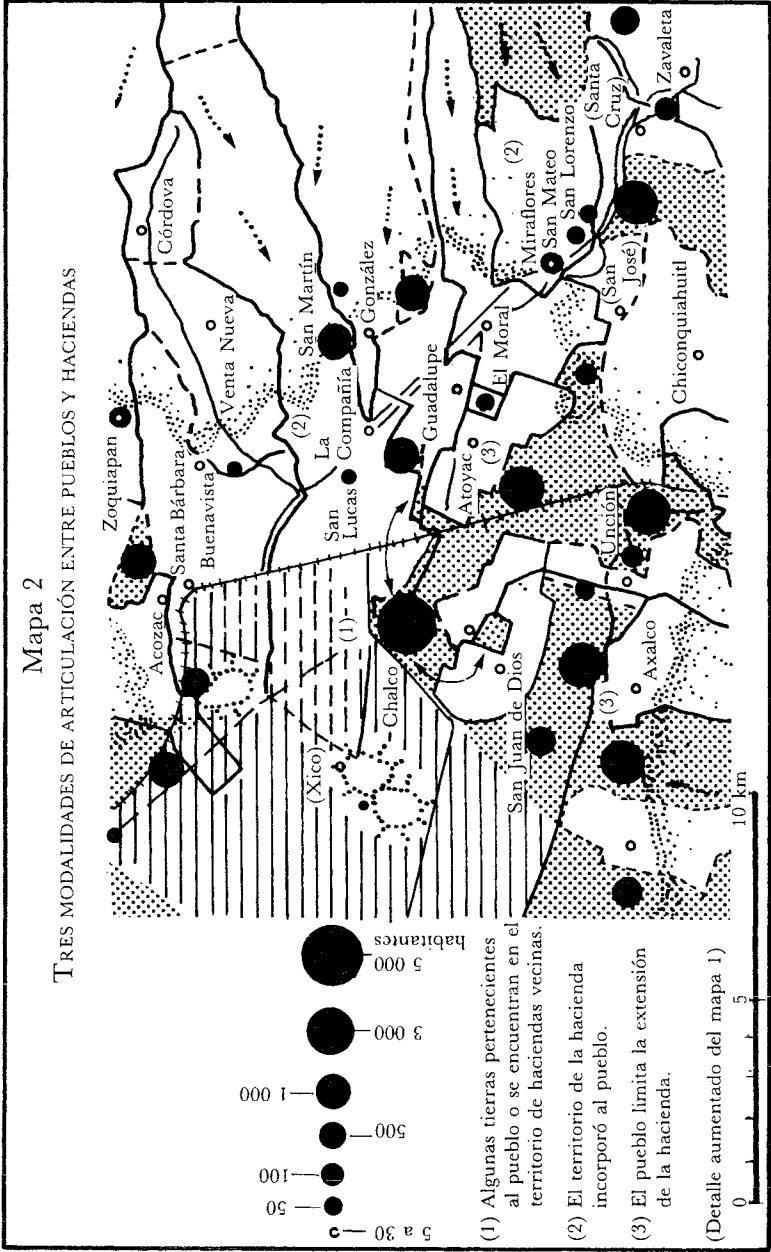 Mapa 2
TRES MODALIDADES DE ARTICULACIÓN ENTRE PUEBLOS Y HACIENDAS
5 a 30
50
100
500
1 000
3 000
5 000
habitantes
(1) Algunas tierras pertenecientes
al pueblo o se encuentran en el
territorio de haciendas vecinas.
(2) El territorio de la hacienda
incorporó al pueblo.
(3) El pueblo limita la extensión
de la hacienda.
(Detalle aumentado del mapa 1)
0
5
10 km
Zoquiapan
Córdova
Acozac
Santa Bárbara
Buenavista
Venta Nueva
(2)
San Martín
La
Compañía
González
San
Lucas
(1)
(Xico)
Chalco
Guadalupe
El Moral
Atoyac
(3)
(2)
Miraflores
San Mateo
San Lorenzo
(Santa
Cruz)
Zavaleta
San Juan de Dios
(San
José)
Unción
(3)
Axalco
Chiconquiahuitl